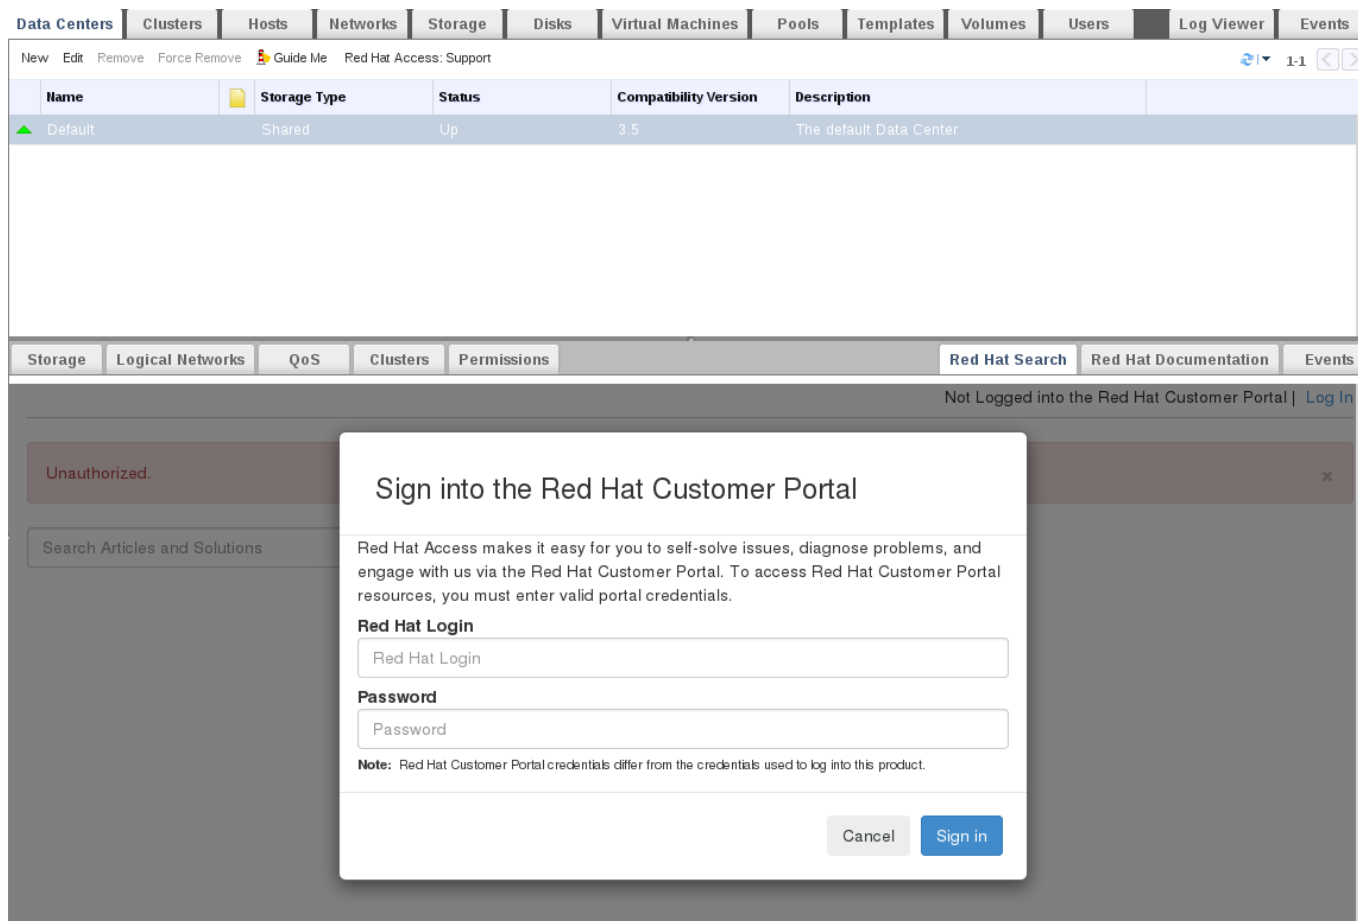 Data Centers Clusters Hosts Networks Storage Disks Virtual Machines Pools Templates Volumes Users Log Viewer Events
New Edit Remove Force Remove Guide Me Red Hat Access: Support 1-1
Name Storage Type Status Compatibility Version Description
Default Shared Up 3.5 The default Data Center
Storage Logical Networks QoS Clusters Permissions Red Hat Search Red Hat Documentation Events
Not Logged into the Red Hat Customer Portal | Log In
Unauthorized. ×
Search Articles and Solutions
Sign into the Red Hat Customer Portal
Red Hat Access makes it easy for you to self-solve issues, diagnose problems, and
engage with us via the Red Hat Customer Portal. To access Red Hat Customer Portal
resources, you must enter valid portal credentials.
Red Hat Login
Red Hat Login
Password
Password
Note: Red Hat Customer Portal credentials differ from the credentials used to log into this product.
Cancel Sign in